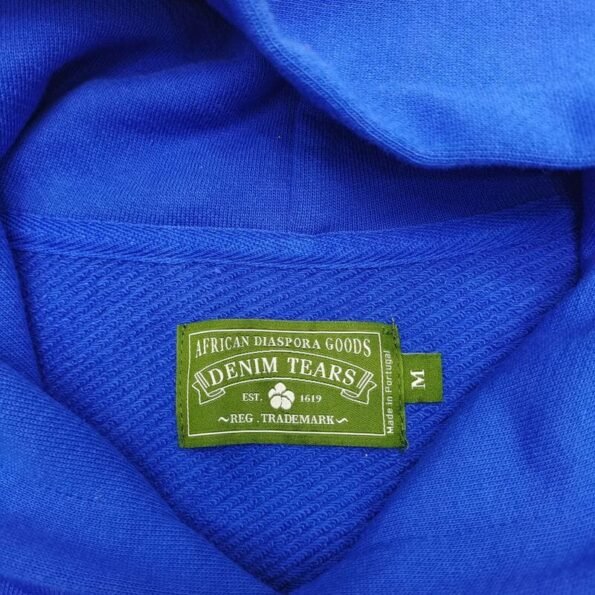 AFRICAN DIASPORA GOODS
DENIM TEARS
EST. 1619
~REG . TRADEMARK~
Made in Portugal
M